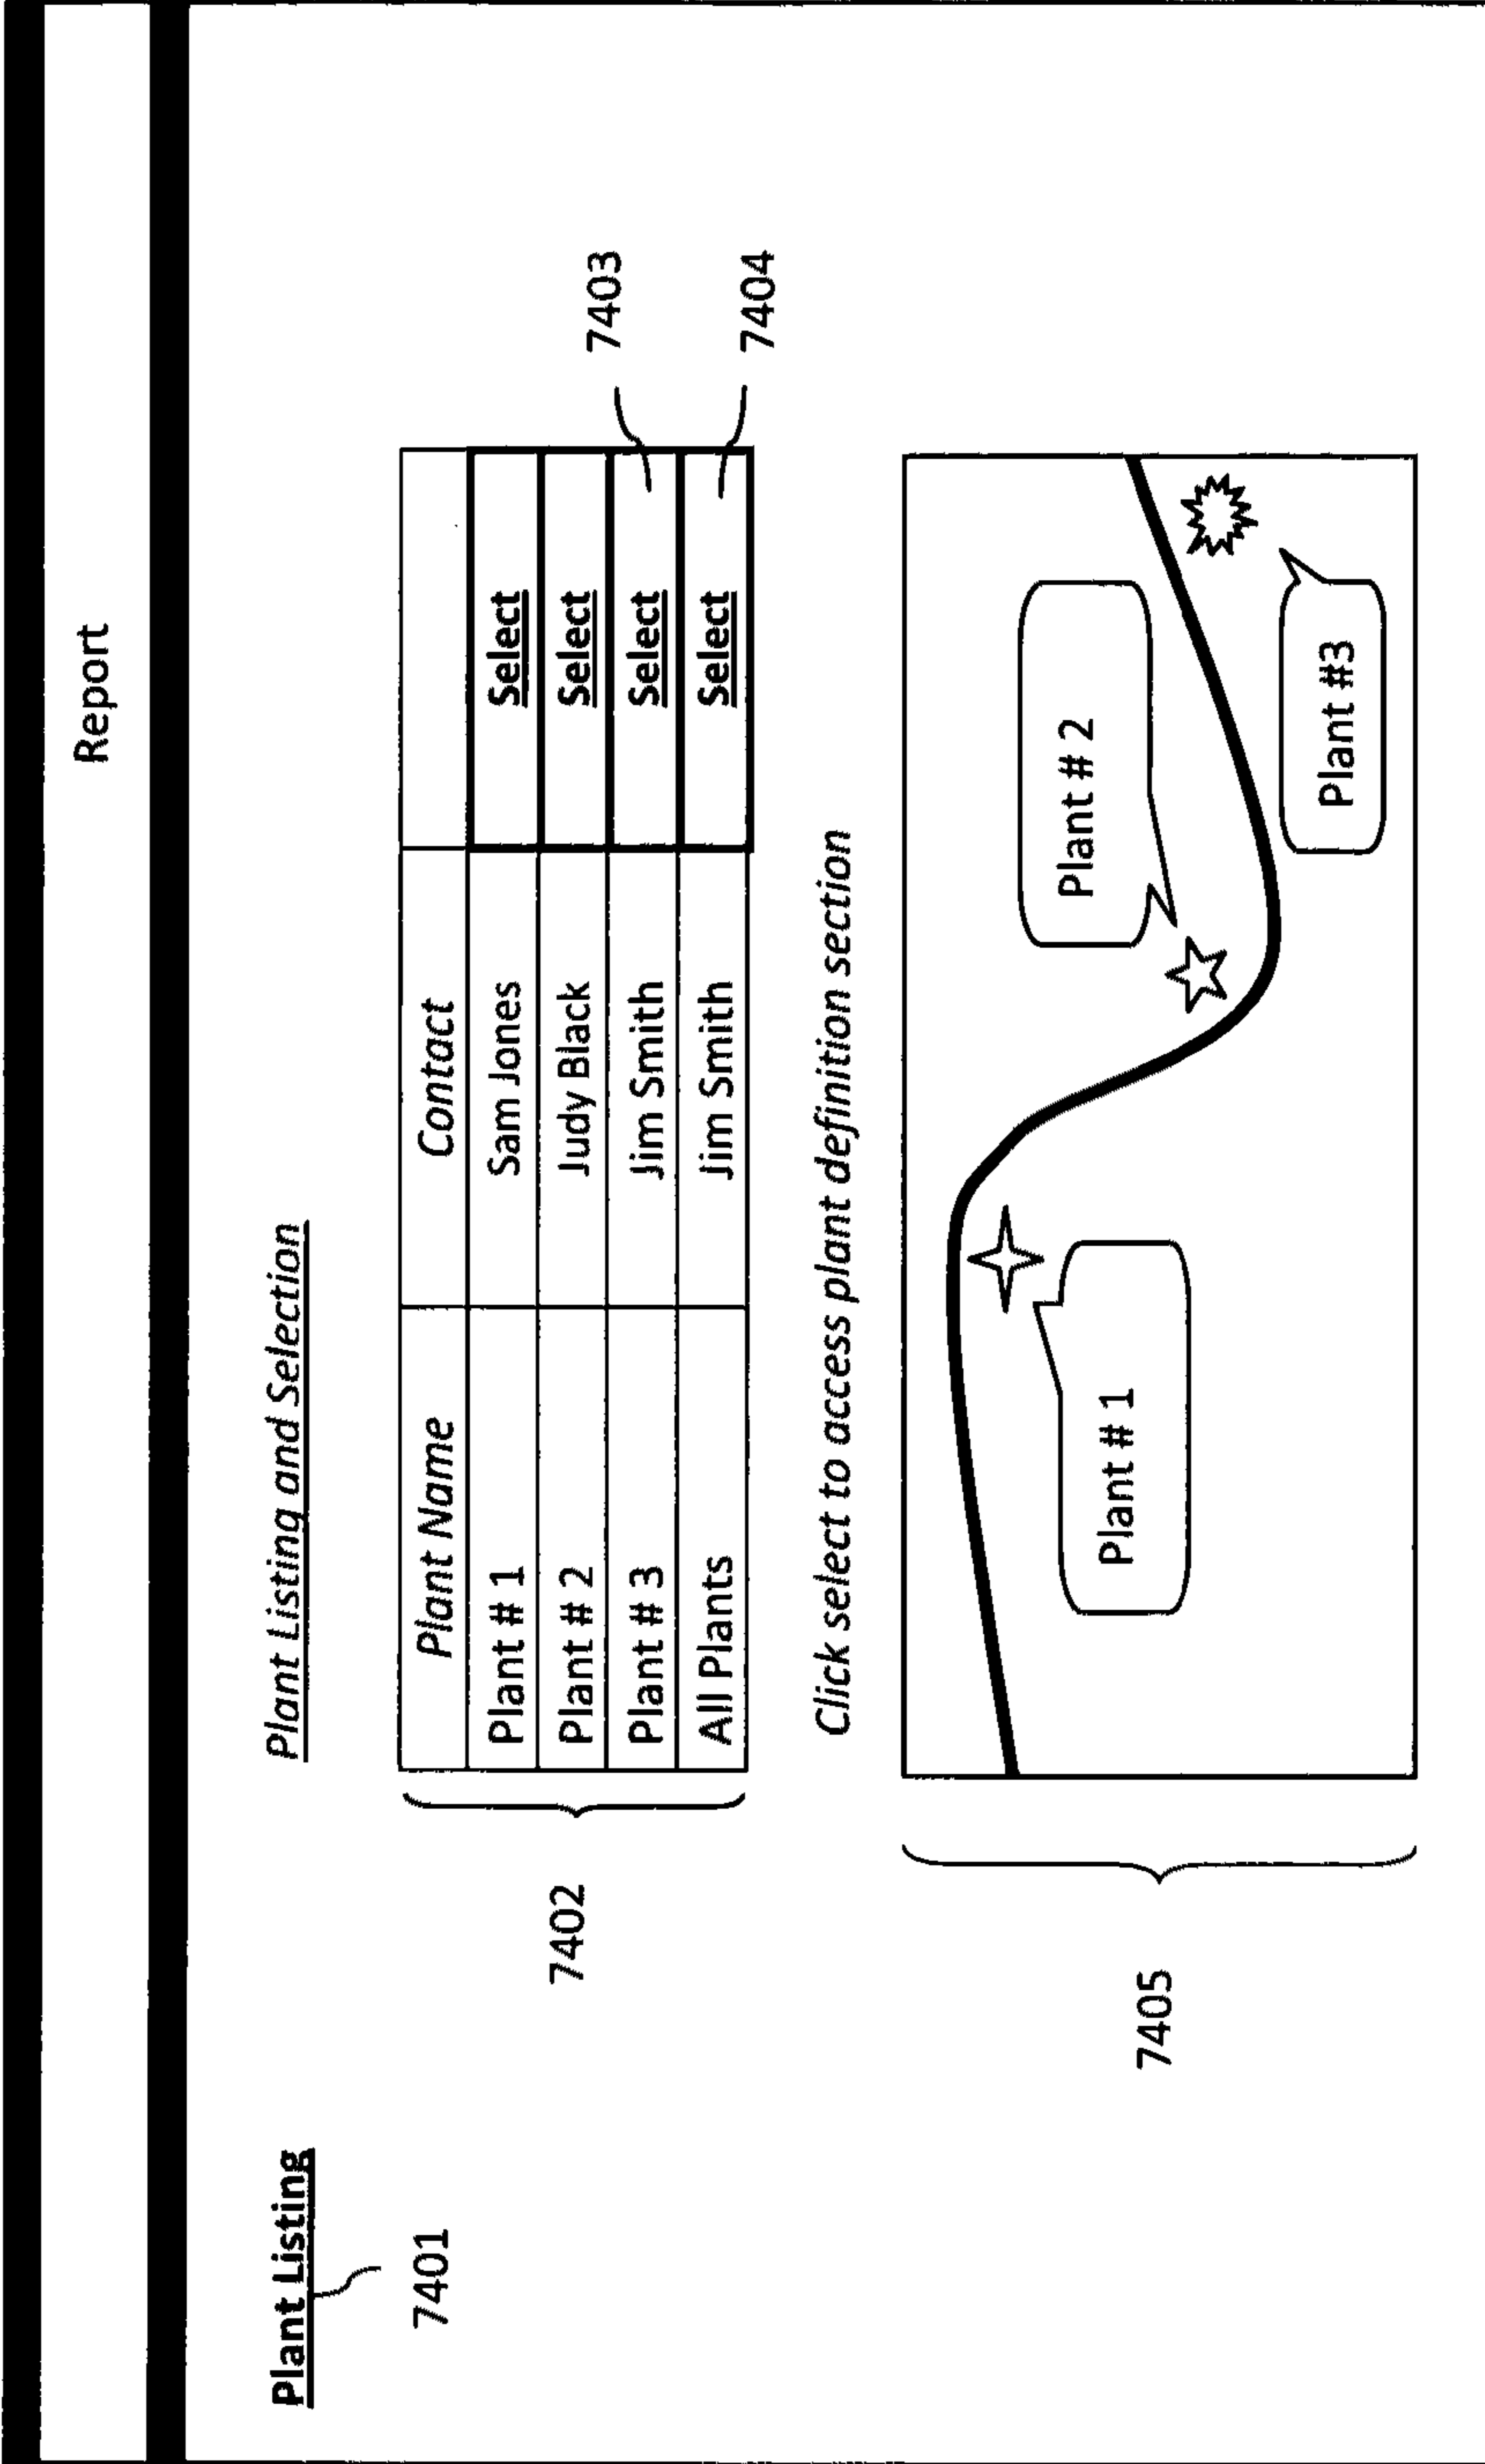 Report
Plant Listing
Plant Listing and Selection
7401
7402
Plant Name Contact
Plant # 1 Sam Jones Select
Plant # 2 Judy Black Select
Plant # 3 Jim Smith Select
All Plants Jim Smith Select
7403
7404
Click select to access plant definition section
7405
Plant # 1
Plant # 2
Plant #3